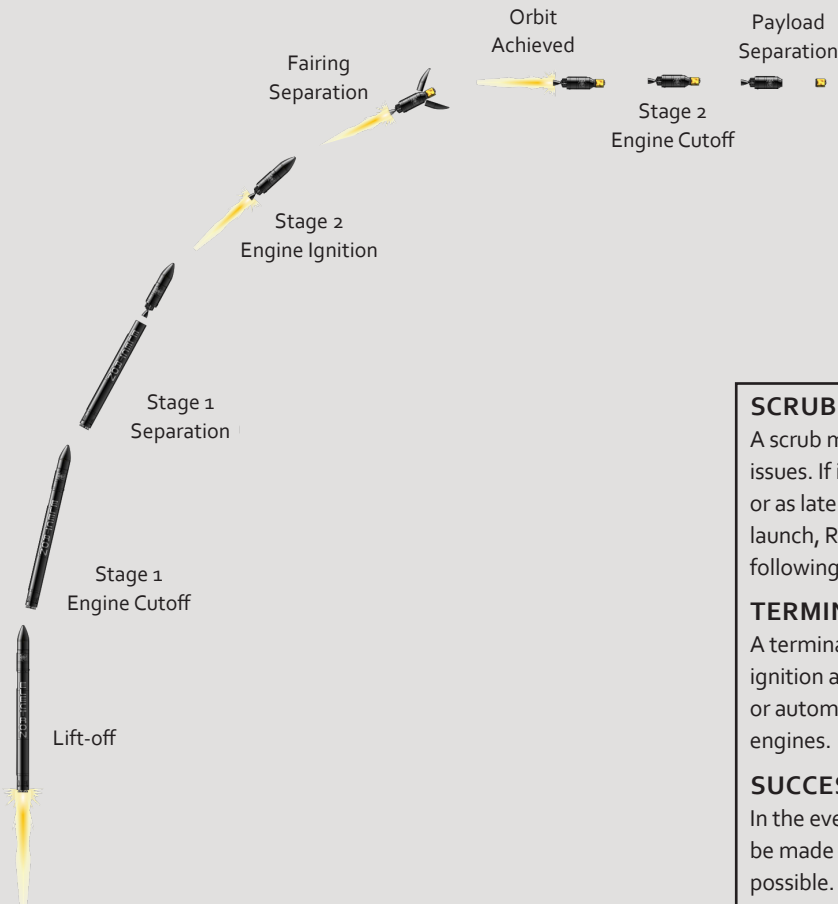 Orbit
Achieved
Payload
Separation
Fairing
Separation
Stage 2
Engine Cutoff
Stage 2
Engine Ignition
Stage 1
Separation
Stage 1
Engine Cutoff
Lift-off
SCRUB
A scrub m
issues. If i
or as late
launch, R
following
TERMIN
A termina
ignition a
or autom
engines.
SUCCES
In the eve
be made
possible.